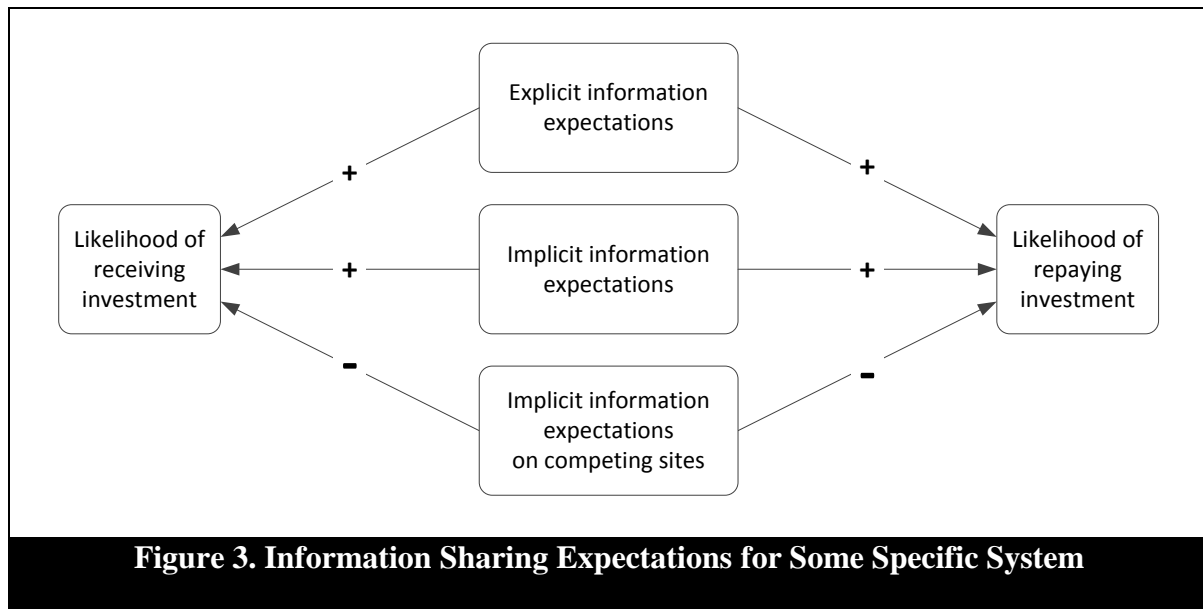 Explicit information
expectations
+
+
Likelihood of
receiving
investment
+
Implicit information
expectations
+
Likelihood of
repaying
investment
-
Implicit information
expectations
on competing sites
-
Figure 3. Information Sharing Expectations for Some Specific System